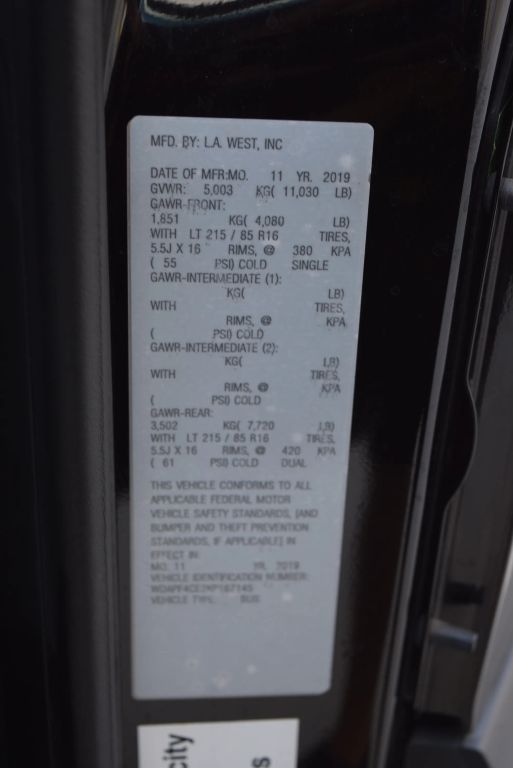 MFD. BY: L.A. WEST, INC
DATE OF MFR:MO. 11 YR. 2019
GVWR: 5,003 KG( 11,030 LB)
GAWR-FRONT:
1,851 KG( 4,080 LB)
WITH LT 215 / 85 R16 TIRES,
5.5J X 16 RIMS, @ 380 KPA
( 55 PSI) COLD SINGLE
GAWR-INTERMEDIATE (1):
KG( LB)
WITH TIRES,
RIMS, @ KPA
( PSI) COLD
GAWR-INTERMEDIATE (2):
KG( LB)
WITH TIRES,
RIMS, @ KPA
( PSI) COLD
GAWR-REAR:
3,502 KG( 7,720 LB)
WITH LT 215 / 85 R16 TIRES,
5.5J X 16 RIMS, @ 420 KPA
( 61 PSI) COLD DUAL
THIS VEHICLE CONFORMS TO ALL
APPLICABLE FEDERAL MOTOR
VEHICLE SAFETY STANDARDS, [AND
BUMPER AND THEFT PREVENTION
STANDARDS, IF APPLICABLE] IN
EFFECT IN:
MO. 11 YR. 2019
VEHICLE IDENTIFICATION NUMBER:
VEHICLE TYPE: BUS
city
s